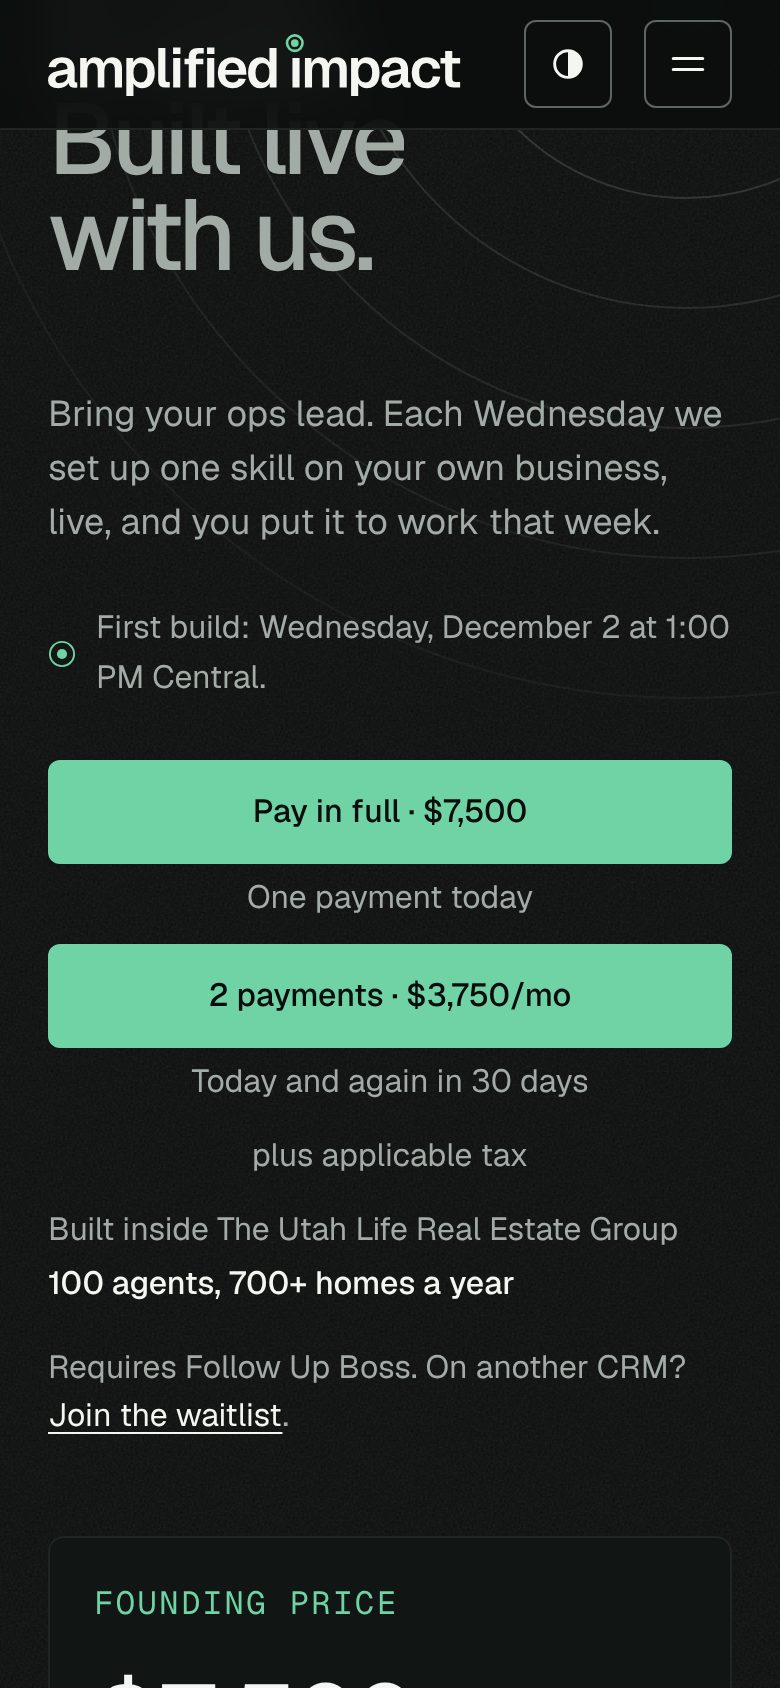 amplified impact
Built live
with us.
Bring your ops lead. Each Wednesday we
set up one skill on your own business,
live, and you put it to work that week.
First build: Wednesday, December 2 at 1:00
PM Central.
Pay in full · $7,500
One payment today
2 payments · $3,750/mo
Today and again in 30 days
plus applicable tax
Built inside The Utah Life Real Estate Group
100 agents, 700+ homes a year
Requires Follow Up Boss. On another CRM?
Join the waitlist.
FOUNDING PRICE